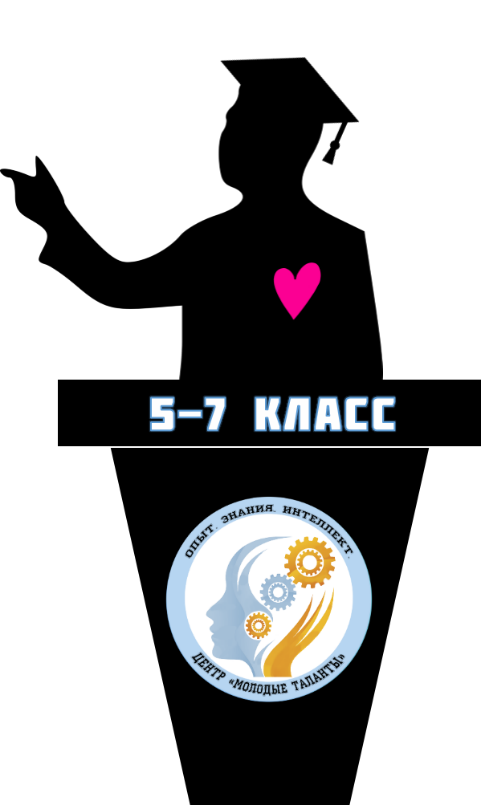 5-7 КЛАСС
ОПЫТ. ЗНАНИЯ. ИНТЕЛЛЕКТ.
ЦЕНТР «МОЛОДЫЕ ТАЛАНТЫ»